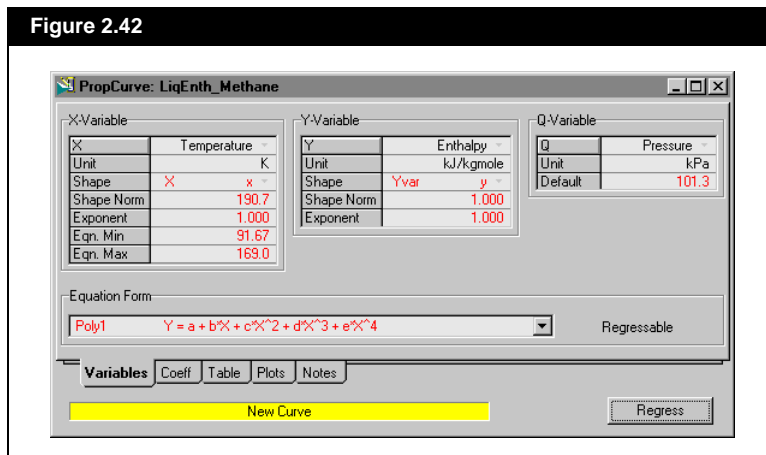 Figure 2.42
PropCurve: LiqEnth_Methane
X-Variable
X Temperature
Unit K
Shape X x
Shape Norm 190.7
Exponent 1.000
Eqn. Min 91.67
Eqn. Max 169.0
Y-Variable
Y Enthalpy
Unit kJ/kgmole
Shape Yvar y
Shape Norm 1.000
Exponent 1.000
Q-Variable
Q Pressure
Unit kPa
Default 101.3
Equation Form
Poly1 Y = a + b*X + c*X^2 + d*X^3 + e*X^4
Regressable
Variables Coeff Table Plots Notes
New Curve
Regress